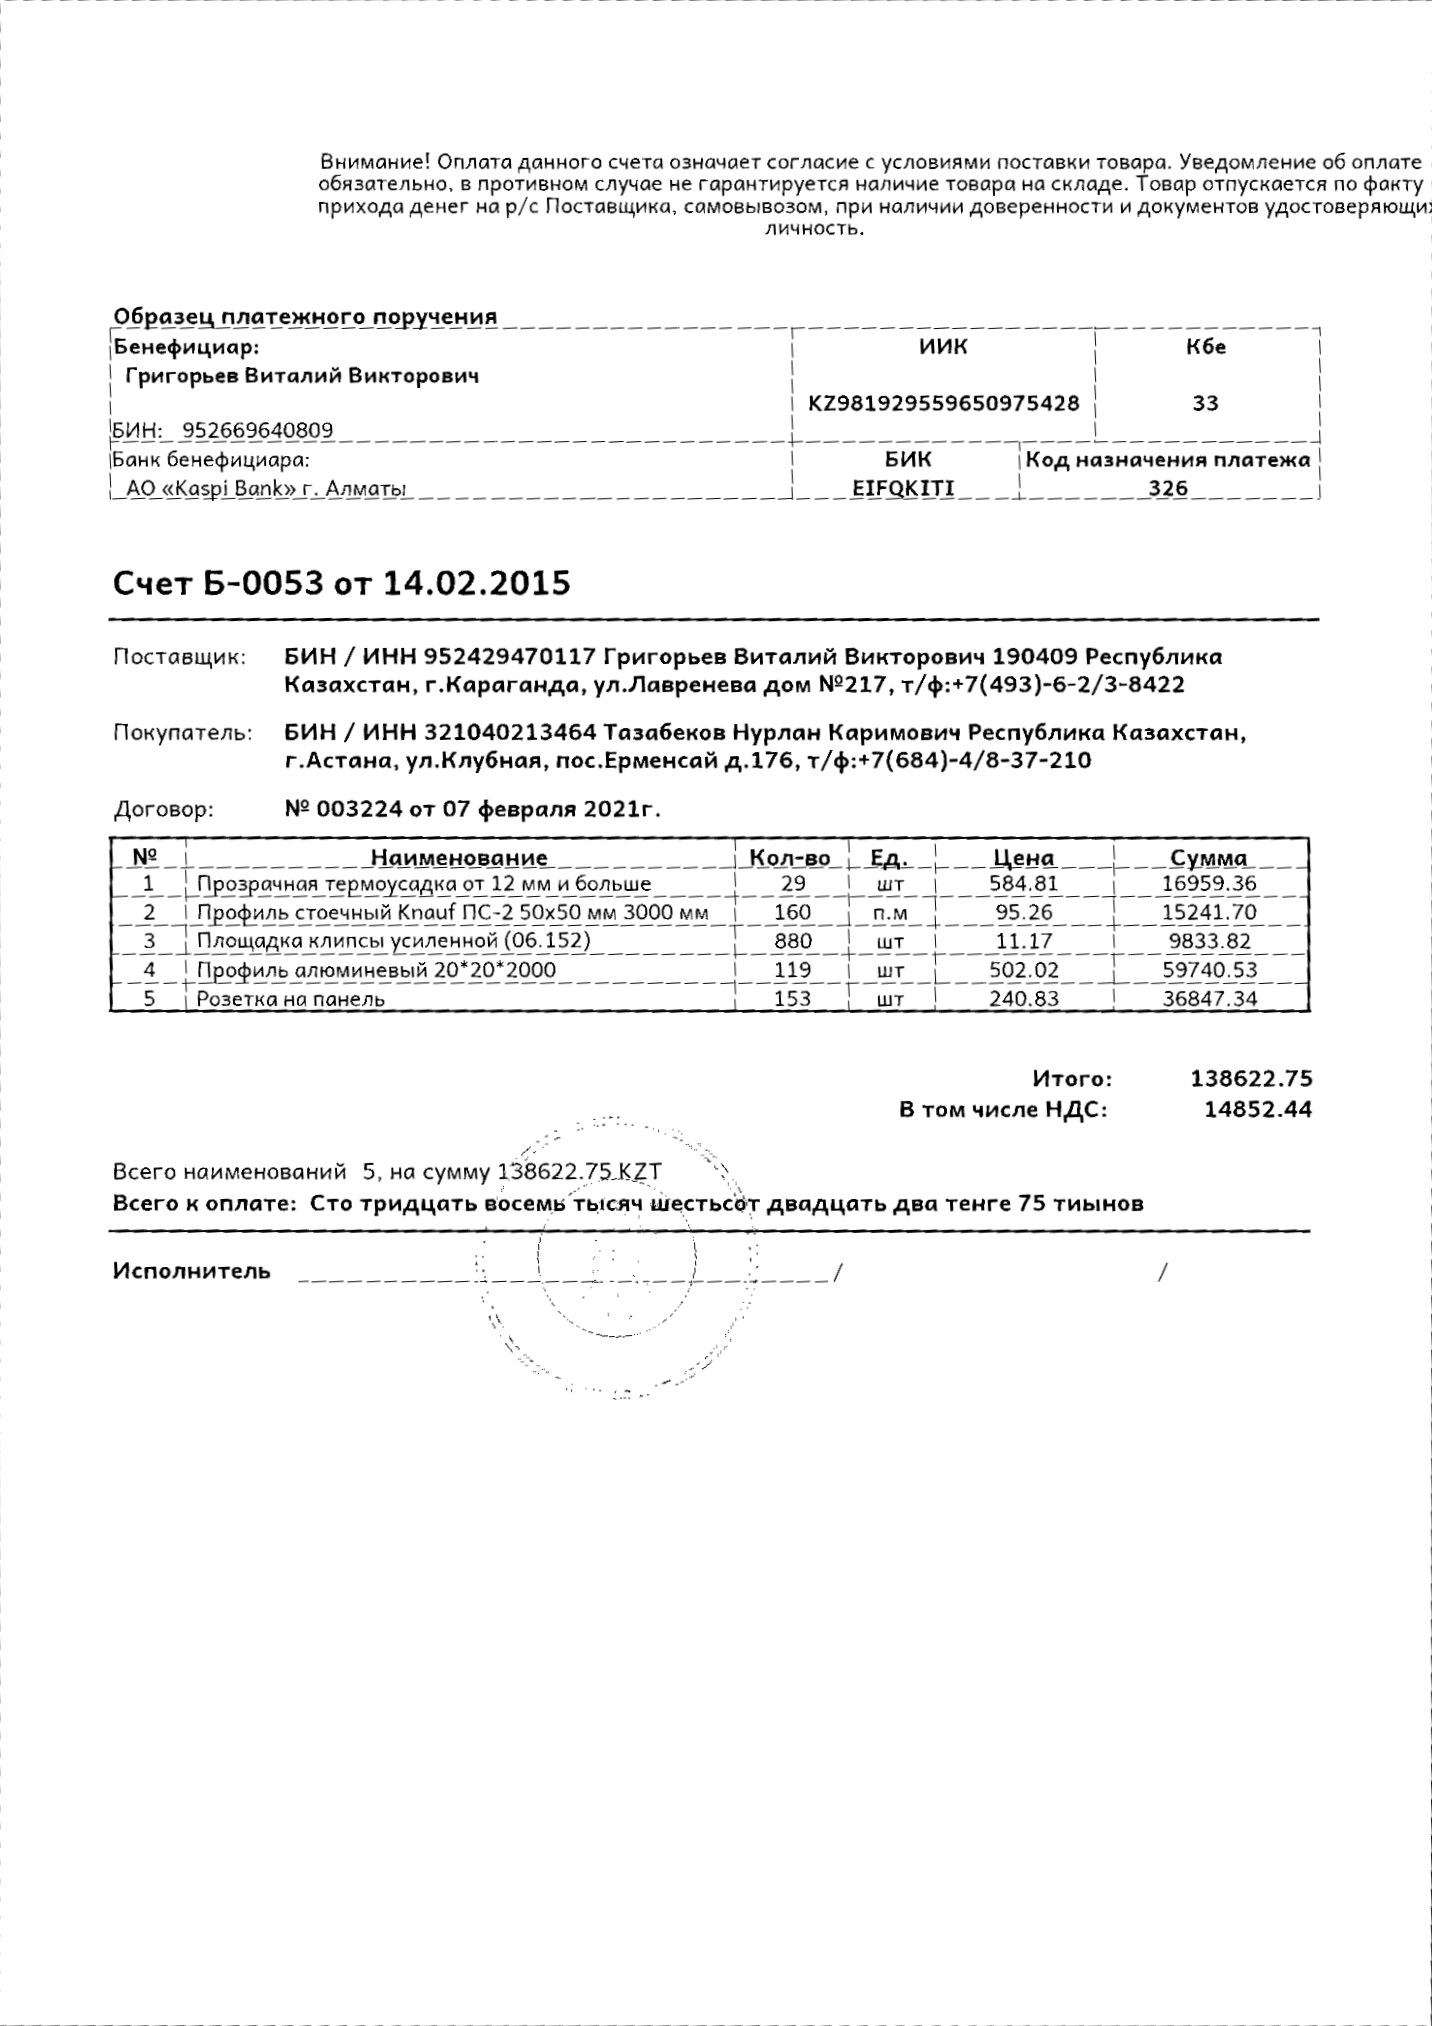 Внимание! Оплата данного счета означает согласие с условиями поставки товара. Уведомление об оплате
обязательно, в противном случае не гарантируется наличие товара на складе. Товар отпускается по факту
прихода денег на р/с Поставщика, самовывозом, при наличии доверенности и документов удостоверяющих
личность.
Образец платежного поручения
Бенефициар: ИИК Кбе
Григорьев Виталий Викторович
KZ981929559650975428 33
БИН: 952669640809
Банк бенефициара: БИК Код назначения платежа
АО «Kaspi Bank» г. Алматы EIFQKITI 326
Счет Б-0053 от 14.02.2015
Поставщик: БИН / ИНН 952429470117 Григорьев Виталий Викторович 190409 Республика
Казахстан, г.Караганда, ул.Лавренева дом №217, т/ф:+7(493)-6-2/3-8422
Покупатель: БИН / ИНН 321040213464 Тазабеков Нурлан Каримович Республика Казахстан,
г.Астана, ул.Клубная, пос.Ерменсай д.176, т/ф:+7(684)-4/8-37-210
Договор: № 003224 от 07 февраля 2021г.
№ Наименование Кол-во Ед. Цена Сумма
1 Прозрачная термоусадка от 12 мм и больше 29 шт 584.81 16959.36
2 Профиль стоечный Knauf ПС-2 50х50 мм 3000 мм 160 п.м 95.26 15241.70
3 Площадка клипсы усиленной (06.152) 880 шт 11.17 9833.82
4 Профиль алюминевый 20*20*2000 119 шт 502.02 59740.53
5 Розетка на панель 153 шт 240.83 36847.34
Итого: 138622.75
В том числе НДС: 14852.44
Всего наименований 5, на сумму 138622.75 KZT
Всего к оплате: Сто тридцать восемь тысяч шестьсот двадцать два тенге 75 тиынов
Исполнитель / /